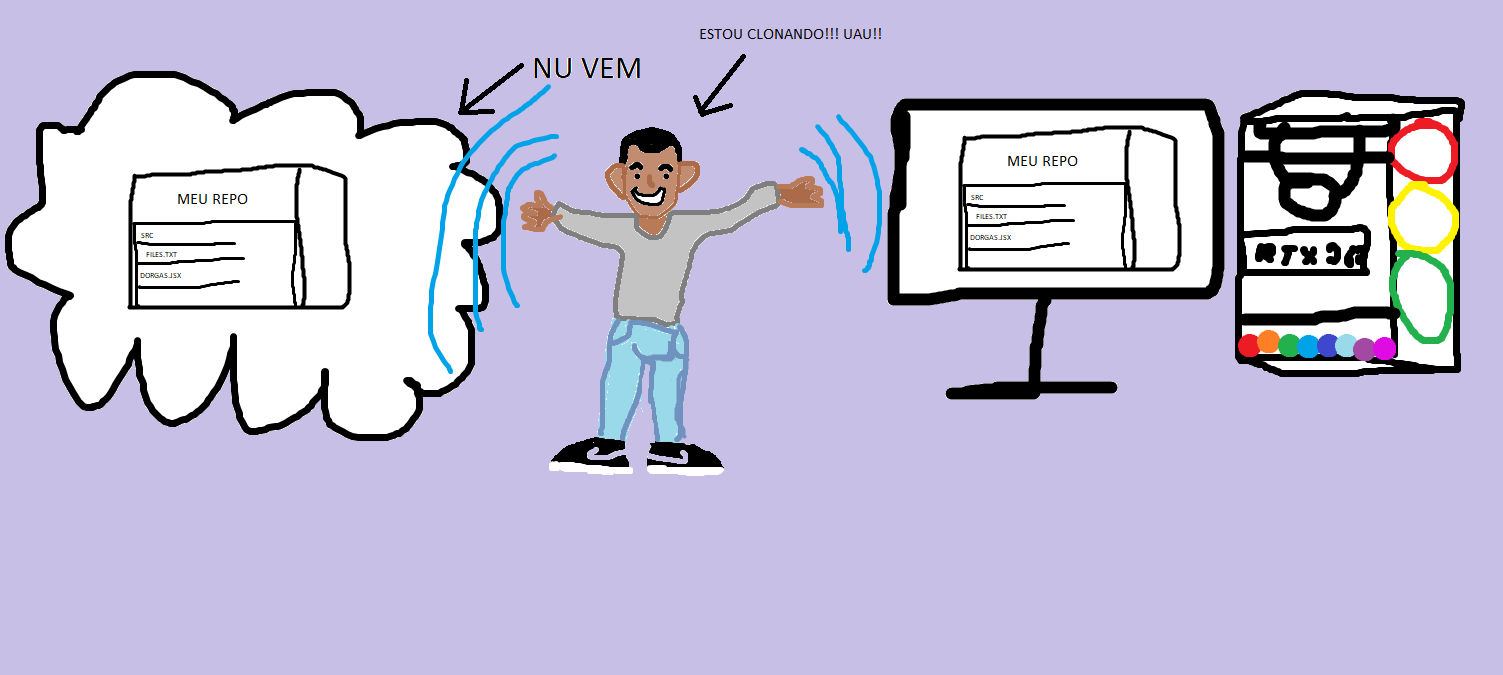 ESTOU CLONANDO!!! UAU!!
NU VEM
MEU REPO
SRC
FILES.TXT
DORGAS.JSX
MEU REPO
SRC
FILES.TXT
DORGAS.JSX
RTX